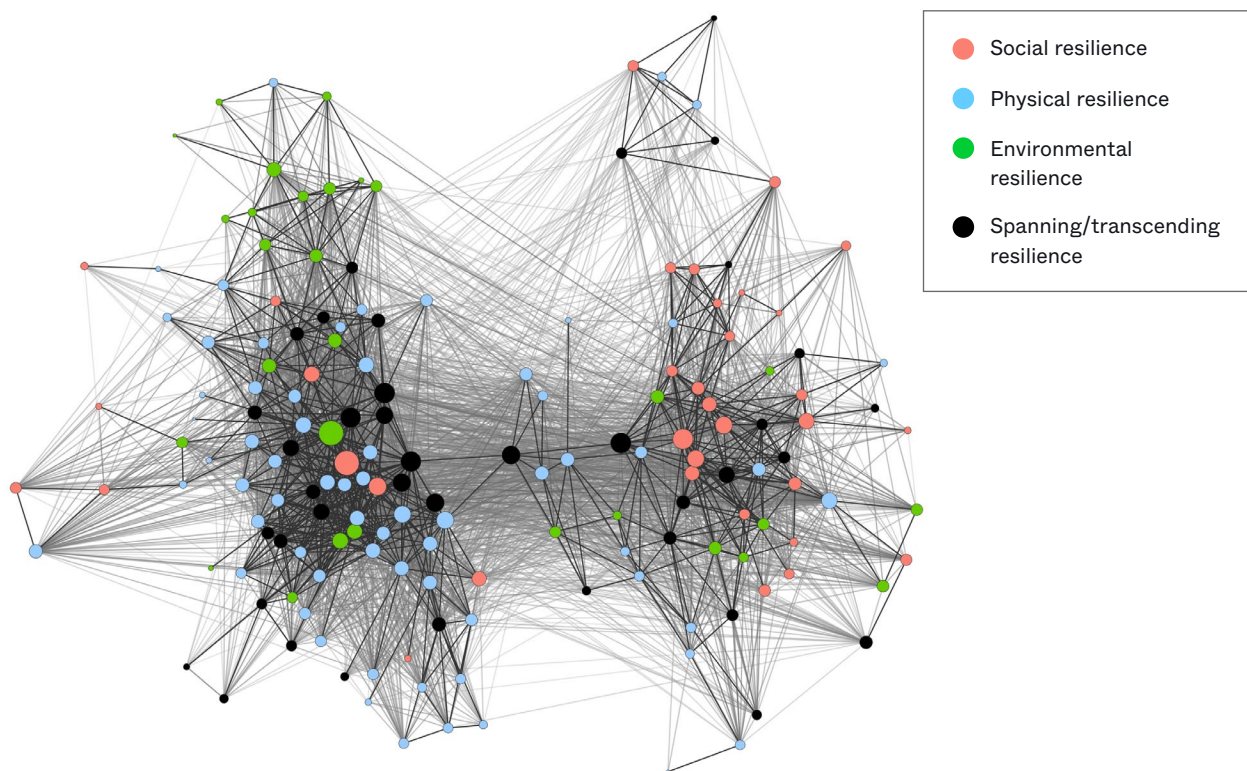 Social resilience
Physical resilience
Environmental
resilience
Spanning/transcending
resilience